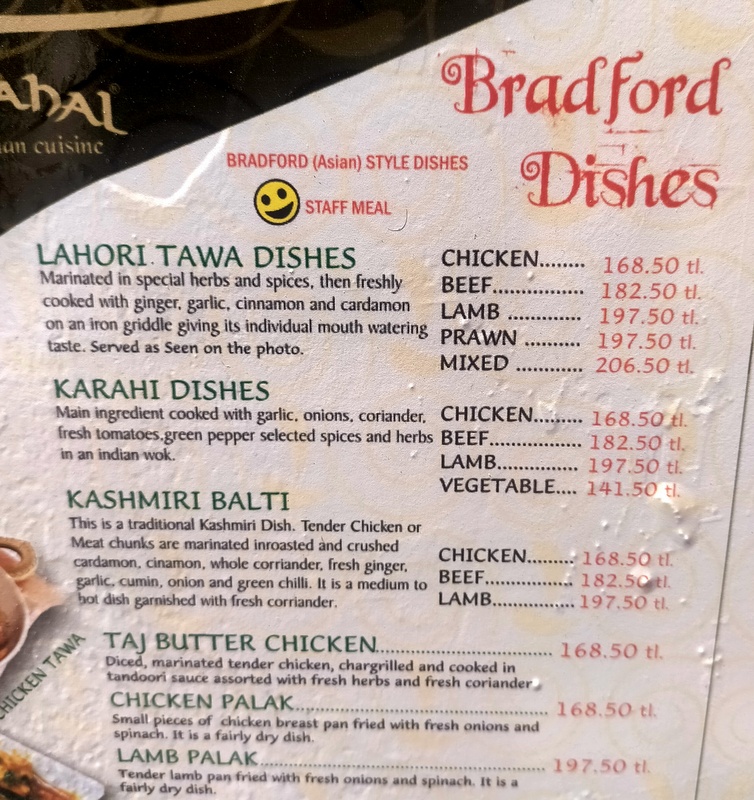 Bradford
Dishes
an cuisine
BRADFORD (Asian) STYLE DISHES
STAFF MEAL
LAHORI TAWA DISHES
Marinated in special herbs and spices, then freshly
cooked with ginger, garlic, cinnamon and cardamon
on an iron griddle giving its individual mouth watering
taste. Served as Seen on the photo.
CHICKEN........ 168.50 tl.
BEEF................. 182.50 tl.
LAMB .............. 197.50 tl.
PRAWN .......... 197.50 tl.
MIXED ............ 206.50 tl.
KARAHI DISHES
Main ingredient cooked with garlic, onions, coriander,
fresh tomatoes,green pepper selected spices and herbs
in an indian wok.
CHICKEN......... 168.50 tl.
BEEF.................. 182.50 tl.
LAMB................ 197.50 tl.
VEGETABLE.... 141.50 tl.
KASHMIRI BALTI
This is a traditional Kashmiri Dish. Tender Chicken or
Meat chunks are marinated inroasted and crushed
cardamon, cinamon, whole corriander, fresh ginger,
garlic, cumin, onion and green chilli. It is a medium to
hot dish garnished with fresh corriander.
CHICKEN......... 168.50 tl.
BEEF.................. 182.50 tl.
LAMB................ 197.50 tl.
TAJ BUTTER CHICKEN.................................. 168.50 tl.
Diced, marinated tender chicken, chargrilled and cooked in
tandoori sauce assorted with fresh herbs and fresh coriander.
CHICKEN PALAK.................................................. 168.50 tl.
Small pieces of chicken breast pan fried with fresh onions and
spinach. It is a fairly dry dish.
LAMB PALAK........................................................ 197.50 tl.
Tender lamb pan fried with fresh onions and spinach. It is a
fairly dry dish.
CHICKEN TAWA